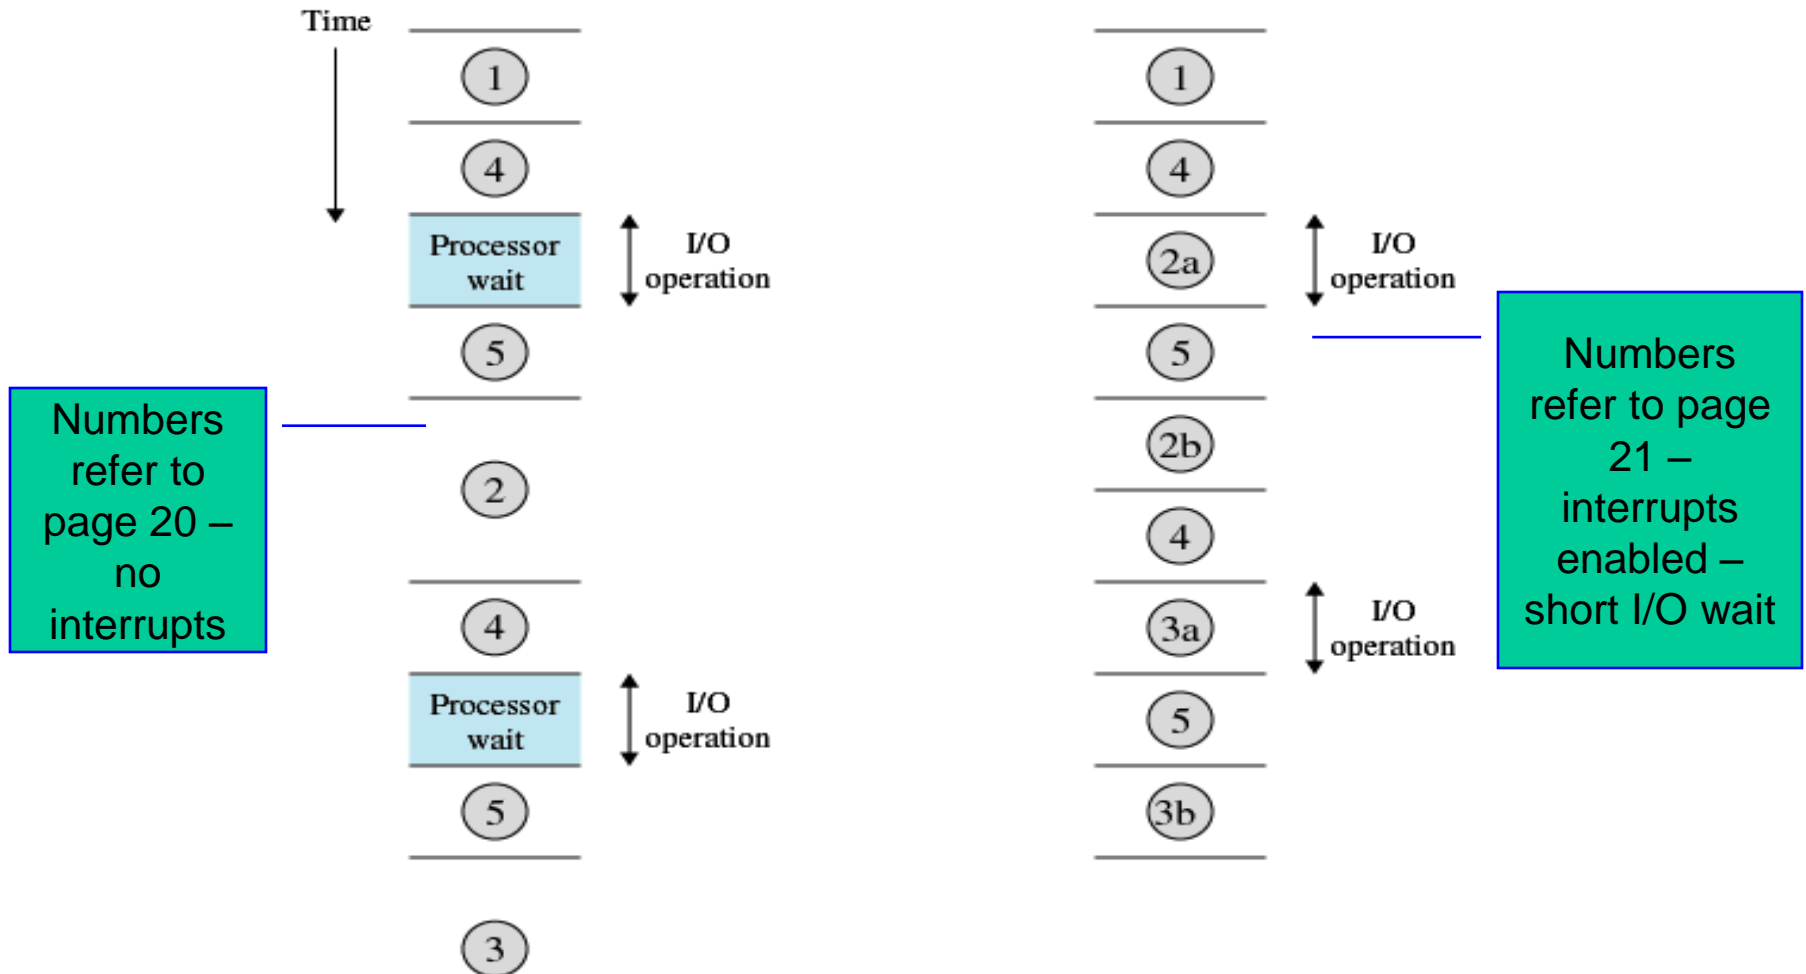 Time
1
4
Processor
wait
I/O
operation
5
2
4
Processor
wait
I/O
operation
5
3
Numbers
refer to
page 20 –
no
interrupts
1
4
2a
I/O
operation
5
2b
4
3a
I/O
operation
5
3b
Numbers
refer to page
21 –
interrupts
enabled –
short I/O wait